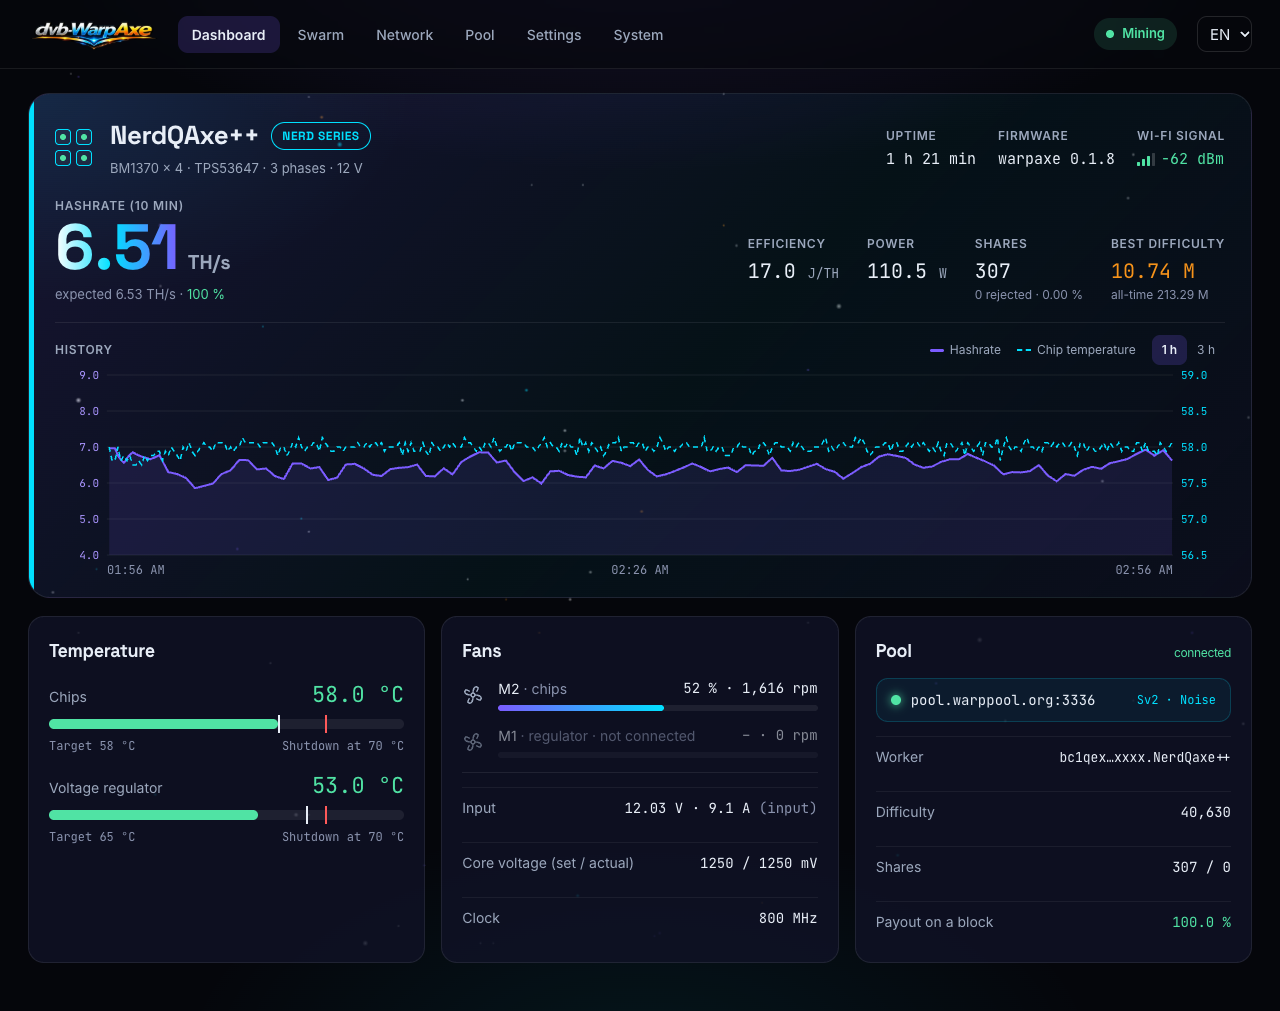 dvb-WarpAxe
Dashboard
Swarm
Network
Pool
Settings
System
Mining
EN
NerdQAxe++
NERD SERIES
BM1370 × 4 · TPS53647 · 3 phases · 12 V
UPTIME
1 h 21 min
FIRMWARE
warpaxe 0.1.8
WI-FI SIGNAL
-62 dBm
HASHRATE (10 MIN)
6.51 TH/s
expected 6.53 TH/s · 100 %
EFFICIENCY
17.0 J/TH
POWER
110.5 W
SHARES
307
0 rejected · 0.00 %
BEST DIFFICULTY
10.74 M
all-time 213.29 M
HISTORY
Hashrate
Chip temperature
1 h
3 h
9.0
8.0
7.0
6.0
5.0
4.0
59.0
58.5
58.0
57.5
57.0
56.5
01:56 AM
02:26 AM
02:56 AM
Temperature
Chips
58.0 °C
Target 58 °C
Shutdown at 70 °C
Voltage regulator
53.0 °C
Target 65 °C
Shutdown at 70 °C
Fans
M2 · chips
52 % · 1,616 rpm
M1 · regulator · not connected
– · 0 rpm
Input
12.03 V · 9.1 A (input)
Core voltage (set / actual)
1250 / 1250 mV
Clock
800 MHz
Pool
connected
pool.warppool.org:3336
Sv2 · Noise
Worker
bc1qex…xxxx.NerdQaxe++
Difficulty
40,630
Shares
307 / 0
Payout on a block
100.0 %